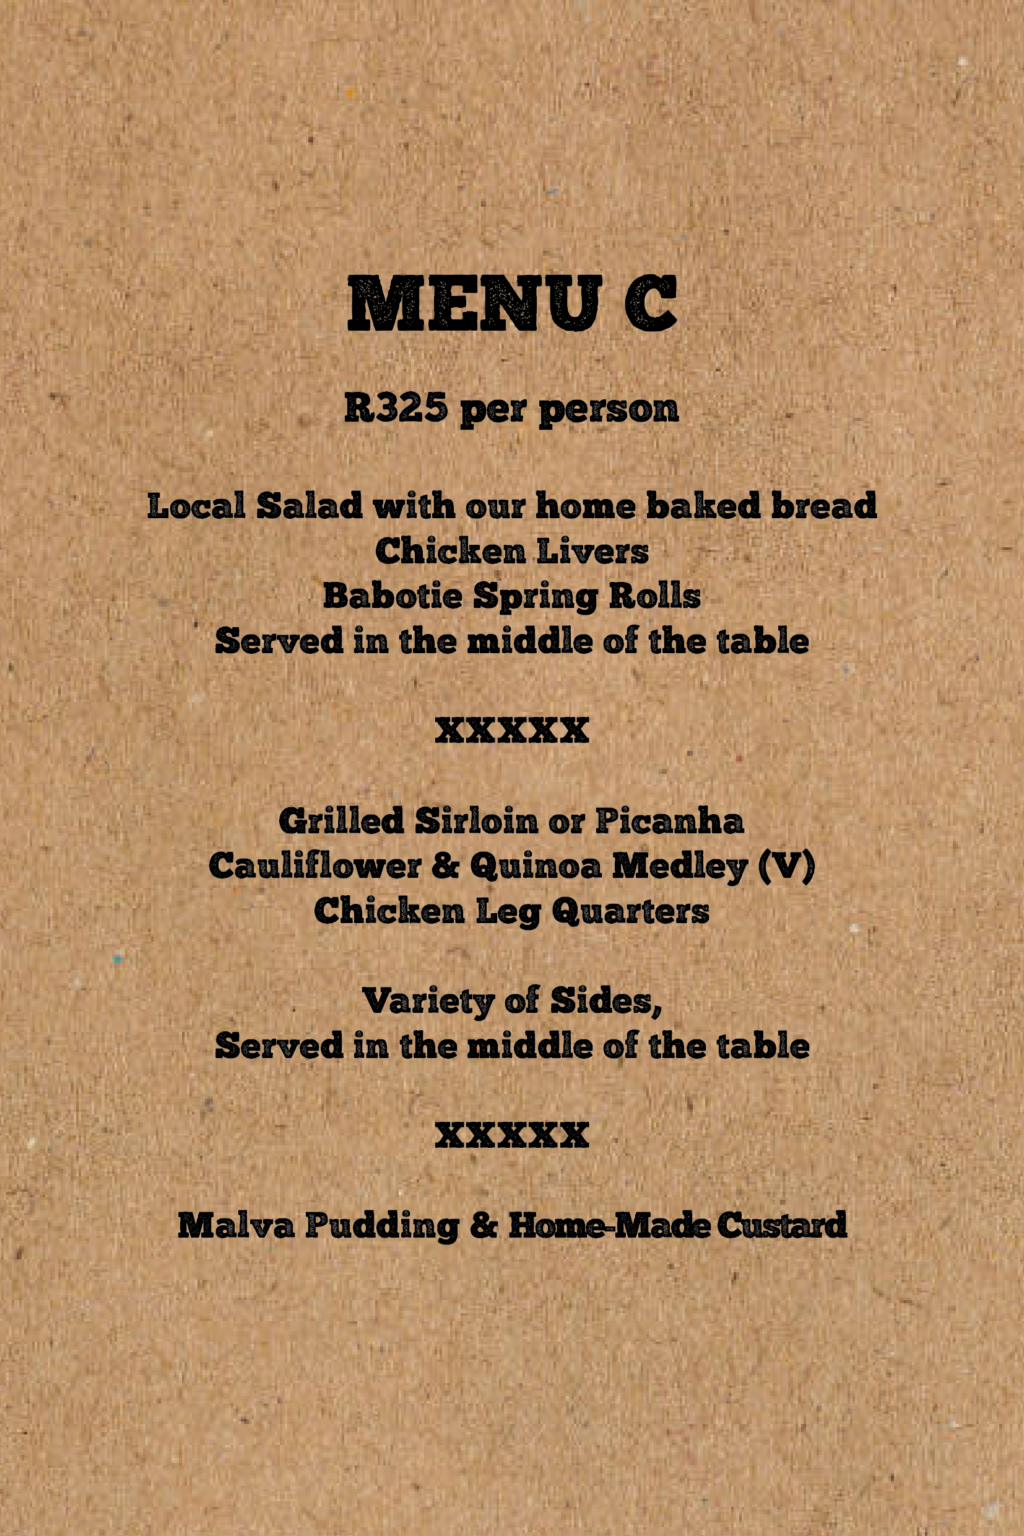 MENU C
R325 per person
Local Salad with our home baked bread
Chicken Livers
Babotie Spring Rolls
Served in the middle of the table
XXXXX
Grilled Sirloin or Picanha
Cauliflower & Quinoa Medley (V)
Chicken Leg Quarters
Variety of Sides,
Served in the middle of the table
XXXXX
Malva Pudding & Home-Made Custard